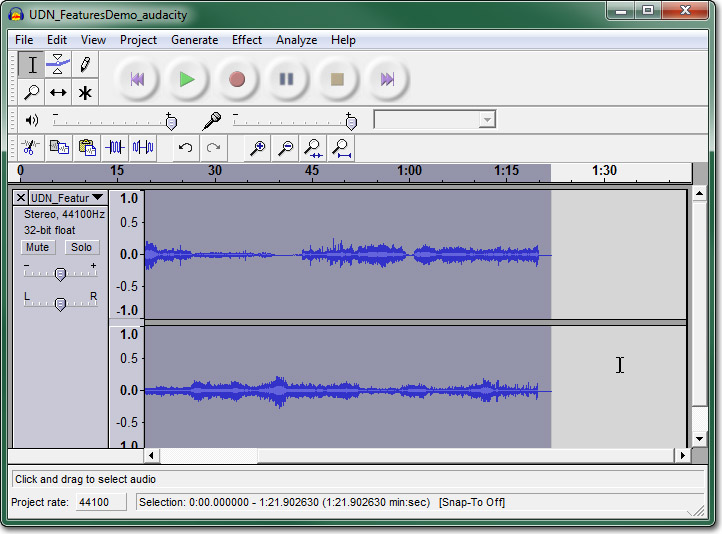 UDN_FeaturesDemo_audacity
File Edit View Project Generate Effect Analyze Help
- +
- +
0 15 30 45 1:00 1:15 1:30
UDN_Featur
Stereo, 44100Hz
32-bit float
Mute Solo
- +
L R
1.0
0.5
0.0
-0.5
-1.0
1.0
0.5
0.0
-0.5
1.0
Click and drag to select audio
Project rate: 44100 Selection: 0:00.000000 - 1:21.902630 (1:21.902630 min:sec) [Snap-To Off]